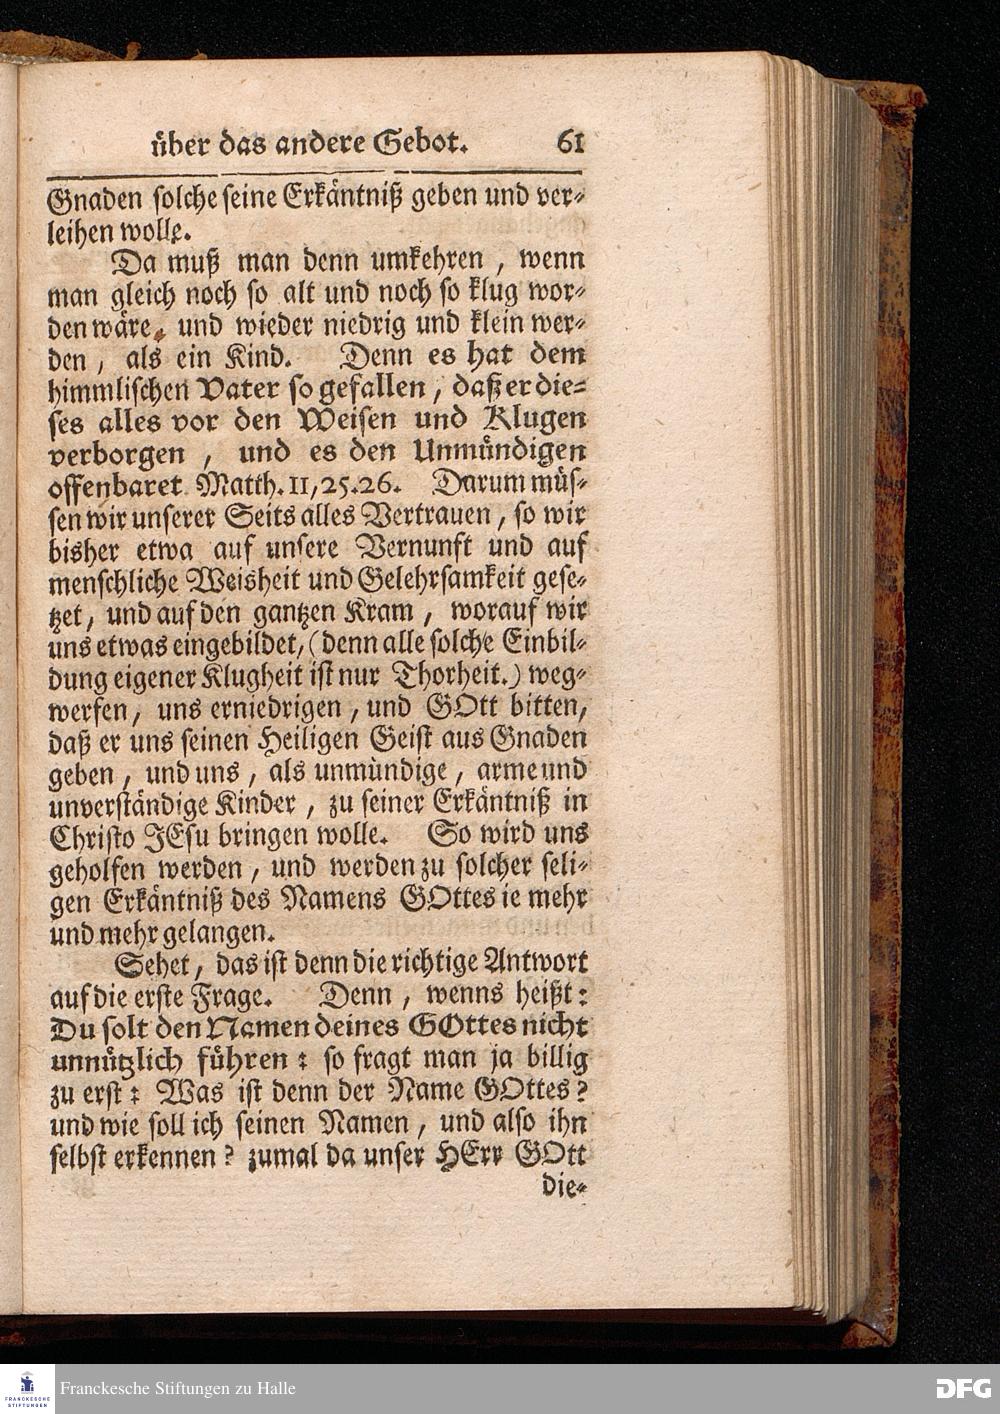 über das andere Gebot. 61
Gnaden solche seine Erkäntniß geben und ver-
leihen wolle.
Da muß man denn umkehren, wenn
man gleich noch so alt und noch so klug wor-
den wäre, und wieder niedrig und klein wer-
den, als ein Kind. Denn es hat dem
himmlischen Vater so gefallen, daß er die-
ses alles vor den Weisen und Klugen
verborgen, und es den Unmündigen
offenbaret Matth. 11,25.26. Darum müs-
sen wir unserer Seits alles Vertrauen, so wir
bisher etwa auf unsere Vernunft und auf
menschliche Weisheit und Gelehrsamkeit gese-
tzet, und auf den gantzen Kram, worauf wir
uns etwas eingebildet, (denn alle solche Einbil-
dung eigener Klugheit ist nur Thorheit.) weg-
werfen, uns erniedrigen, und GOtt bitten,
daß er uns seinen Heiligen Geist aus Gnaden
geben, und uns, als unmündige, arme und
unverständige Kinder, zu seiner Erkäntniß in
Christo JEsu bringen wolle. So wird uns
geholfen werden, und werden zu solcher seli-
gen Erkäntniß des Namens GOttes ie mehr
und mehr gelangen.
Sehet, das ist denn die richtige Antwort
auf die erste Frage. Denn, wenns heißt:
Du solt den Namen deines GOttes nicht
unnützlich führen: so fragt man ja billig
zu erst: Was ist denn der Name GOttes?
und wie soll ich seinen Namen, und also ihn
selbst erkennen? zumal da unser HErr GOtt
die-
FRANCKESCHE
STIFTUNGEN
Franckesche Stiftungen zu Halle
DFG